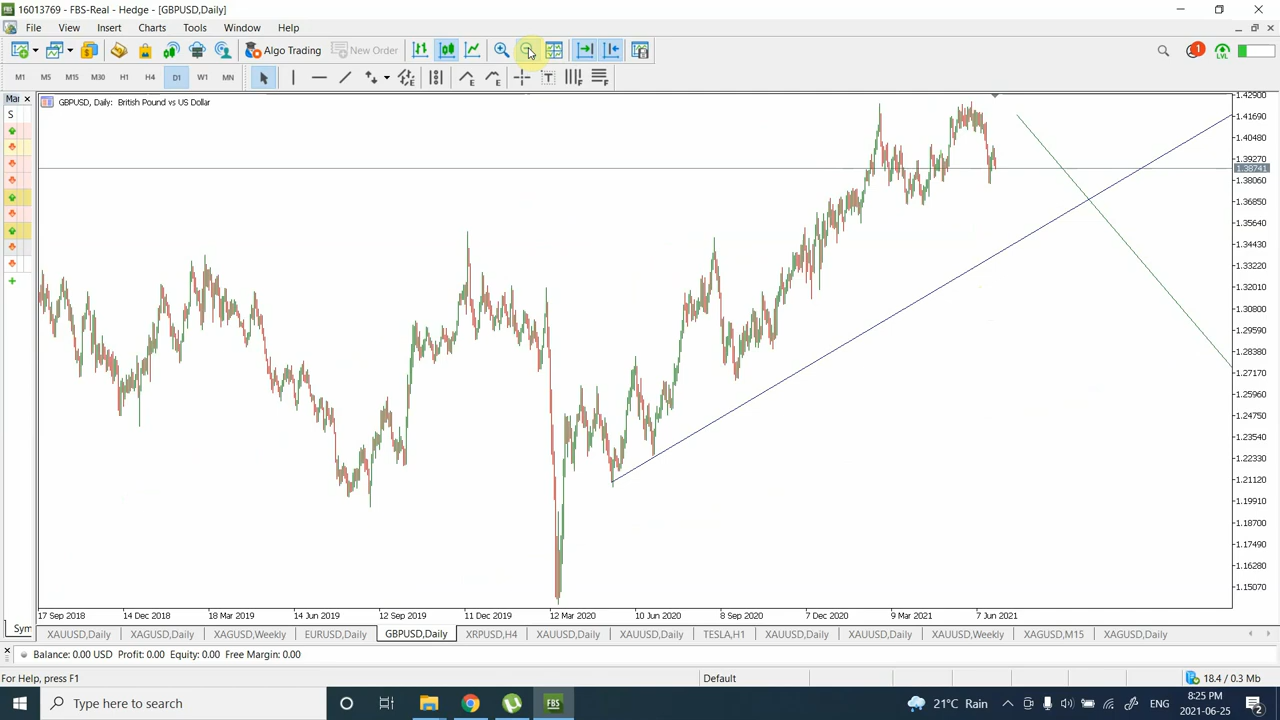 16013769 - FBS-Real - Hedge - [GBPUSD,Daily]
File View Insert Charts Tools Window Help
Algo Trading New Order
LVL
1
M1 M5 M15 M30 H1 H4 D1 W1 MN
E E T F F
Mar
S
GBPUSD, Daily: British Pound vs US Dollar
1.42900
1.41690
1.40480
1.39270
1.38741
1.38060
1.36850
1.35640
1.34430
1.33220
1.32010
1.30800
1.29590
1.28380
1.27170
1.25960
1.24750
1.23540
1.22330
1.21120
1.19910
1.18700
1.17490
1.16280
1.15070
17 Sep 2018 14 Dec 2018 18 Mar 2019 14 Jun 2019 12 Sep 2019 11 Dec 2019 12 Mar 2020 10 Jun 2020 8 Sep 2020 7 Dec 2020 9 Mar 2021 7 Jun 2021
Sym
XAUUSD,Daily XAGUSD,Daily XAGUSD,Weekly EURUSD,Daily GBPUSD,Daily XRPUSD,H4 XAUUSD,Daily XAUUSD,Daily TESLA,H1 XAUUSD,Daily XAUUSD,Daily XAUUSD,Weekly XAGUSD,M15 XAGUSD,Daily
Balance: 0.00 USD Profit: 0.00 Equity: 0.00 Free Margin: 0.00
For Help, press F1 Default 18.4 / 0.3 Mb
Type here to search FBS 21°C Rain ENG 8:25 PM
2021-06-25
2